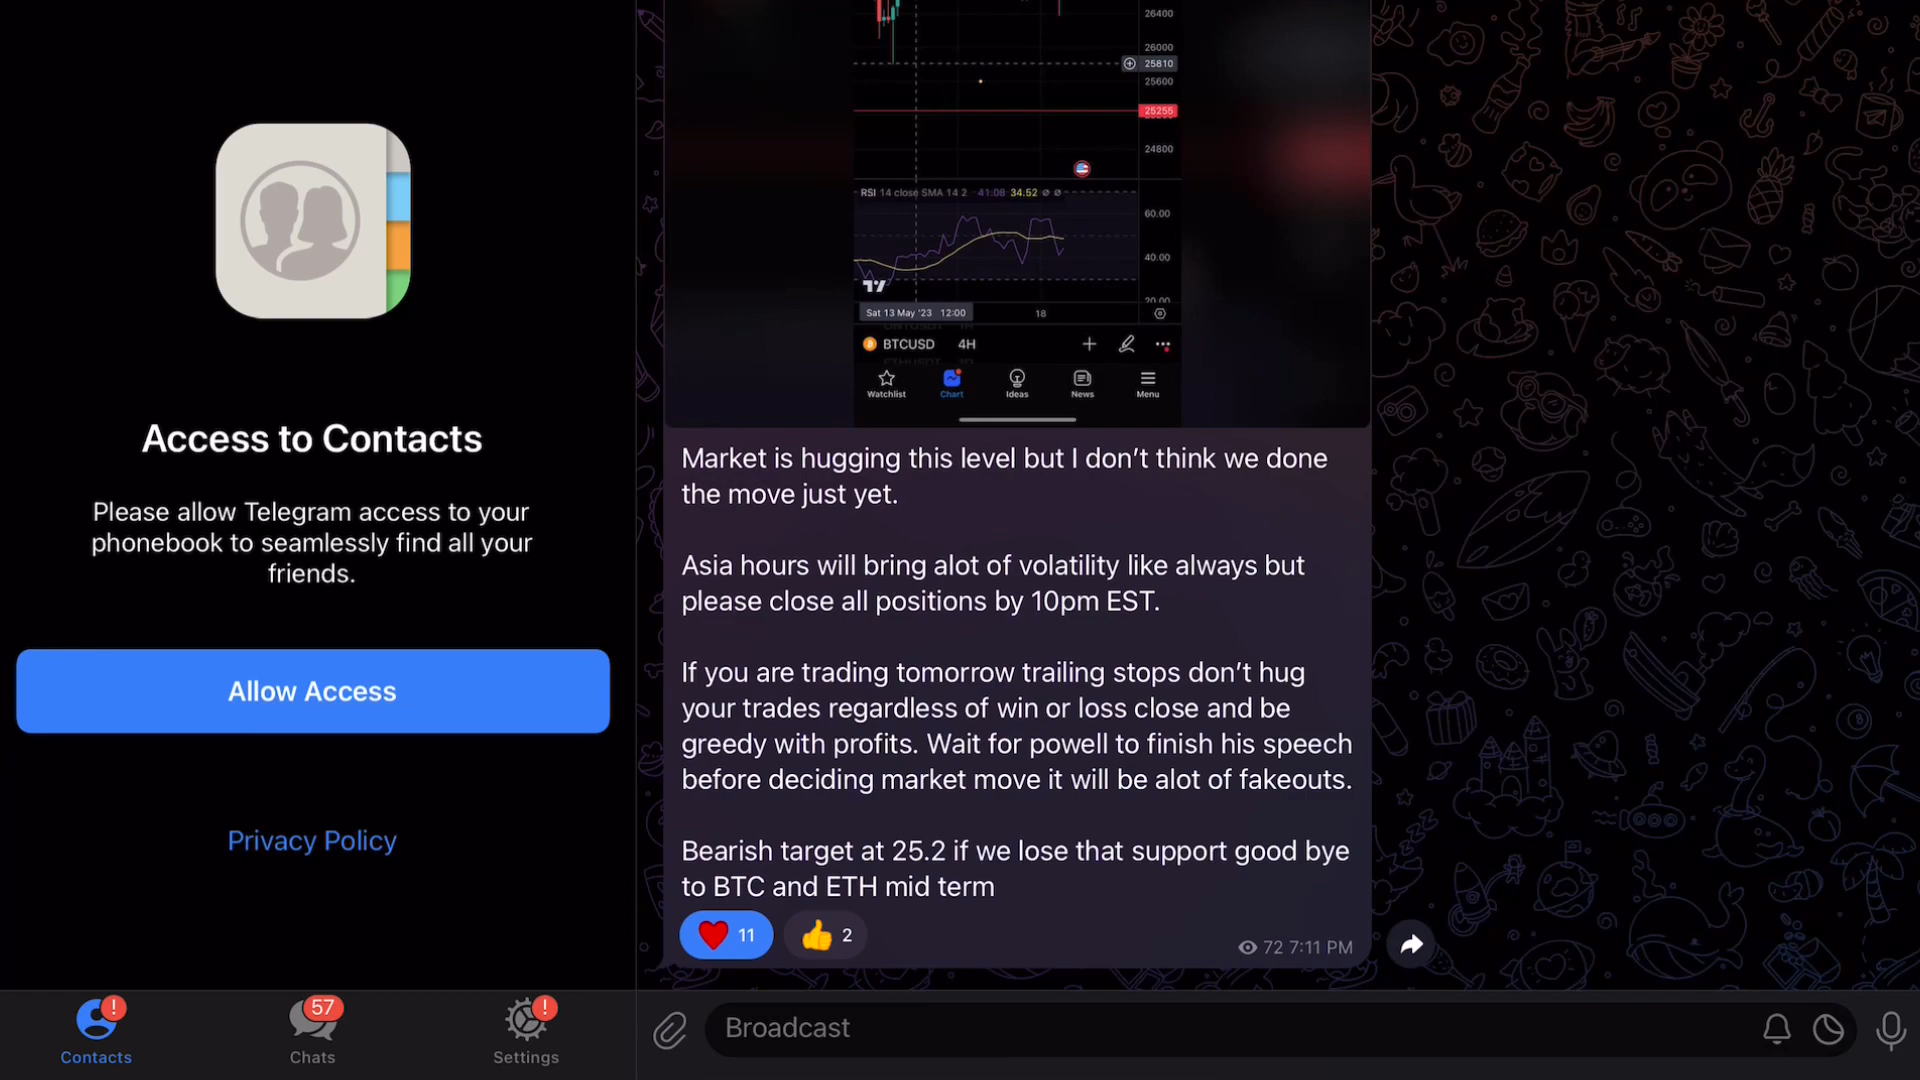 Access to Contacts
Please allow Telegram access to your
phonebook to seamlessly find all your
friends.
Allow Access
Privacy Policy
Contacts
57
Chats
Settings
26400
26000
25810
25600
25255
24800
RSI 14 close SMA 14 2 41.08 34.52 ∅ ∅
60.00
40.00
20.00
Sat 13 May '23 12:00
18
BTCUSD 4H
Watchlist
Chart
Ideas
News
Menu
Market is hugging this level but I don’t think we done
the move just yet.
Asia hours will bring alot of volatility like always but
please close all positions by 10pm EST.
If you are trading tomorrow trailing stops don’t hug
your trades regardless of win or loss close and be
greedy with profits. Wait for powell to finish his speech
before deciding market move it will be alot of fakeouts.
Bearish target at 25.2 if we lose that support good bye
to BTC and ETH mid term
11
2
72 7:11 PM
Broadcast